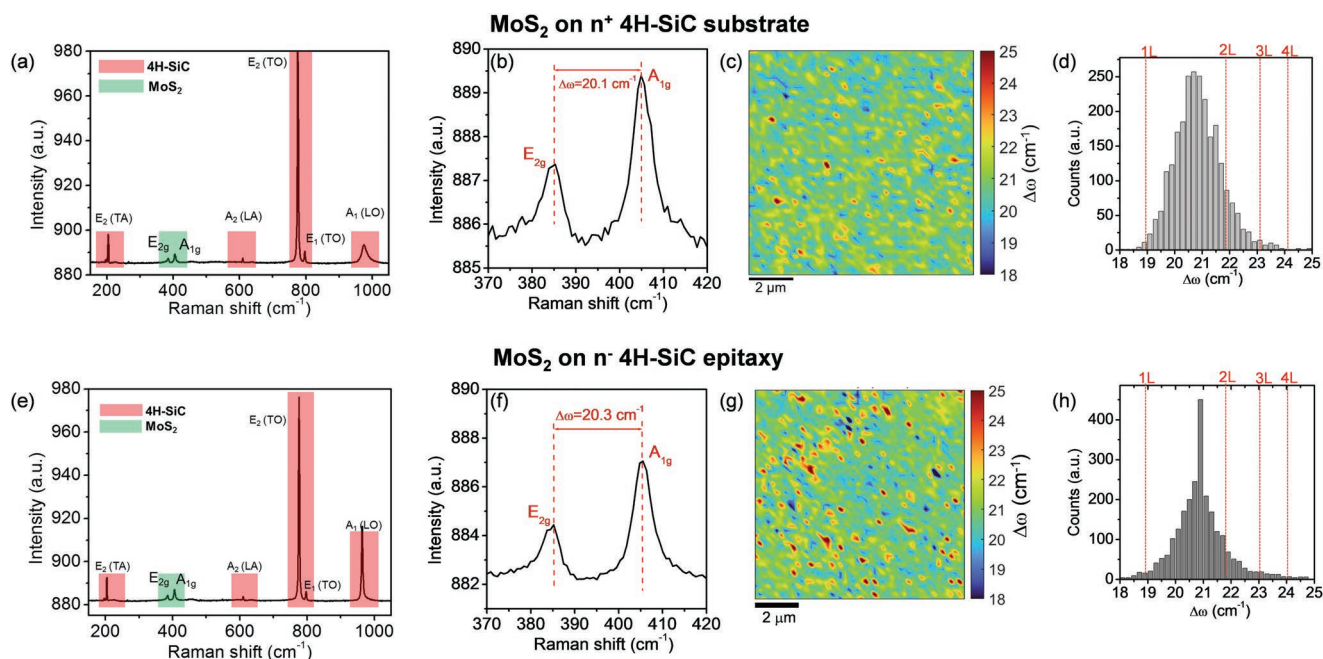 MoS₂ on n⁺ 4H-SiC substrate
(a)
980
960
940
920
900
880
Intensity (a.u.)
4H-SiC
MoS₂
E₂ (TO)
E₂ (TA)
E₂g
A₁g
A₂ (LA)
E₁ (TO)
A₁ (LO)
200 400 600 800 1000
Raman shift (cm⁻¹)
(b)
890
889
888
887
886
885
Intensity (a.u.)
Δω=20.1 cm⁻¹
A₁g
E₂g
370 380 390 400 410 420
Raman shift (cm⁻¹)
(c)
2 μm
25
24
23
22
21
20
19
18
Δω (cm⁻¹)
(d)
1L 2L 3L 4L
250
200
150
100
50
0
Counts (a.u.)
18 19 20 21 22 23 24 25
Δω (cm⁻¹)
MoS₂ on n⁻ 4H-SiC epitaxy
(e)
980
960
940
920
900
880
Intensity (a.u.)
4H-SiC
MoS₂
E₂ (TO)
A₁ (LO)
E₂ (TA)
E₂g
A₁g
A₂ (LA)
E₁ (TO)
200 400 600 800 1000
Raman shift (cm⁻¹)
(f)
890
888
886
884
882
Intensity (a.u.)
Δω=20.3 cm⁻¹
A₁g
E₂g
370 380 390 400 410 420
Raman shift (cm⁻¹)
(g)
2 μm
25
24
23
22
21
20
19
18
Δω (cm⁻¹)
(h)
1L 2L 3L 4L
400
300
200
100
0
Counts (a.u.)
18 19 20 21 22 23 24 25
Δω (cm⁻¹)